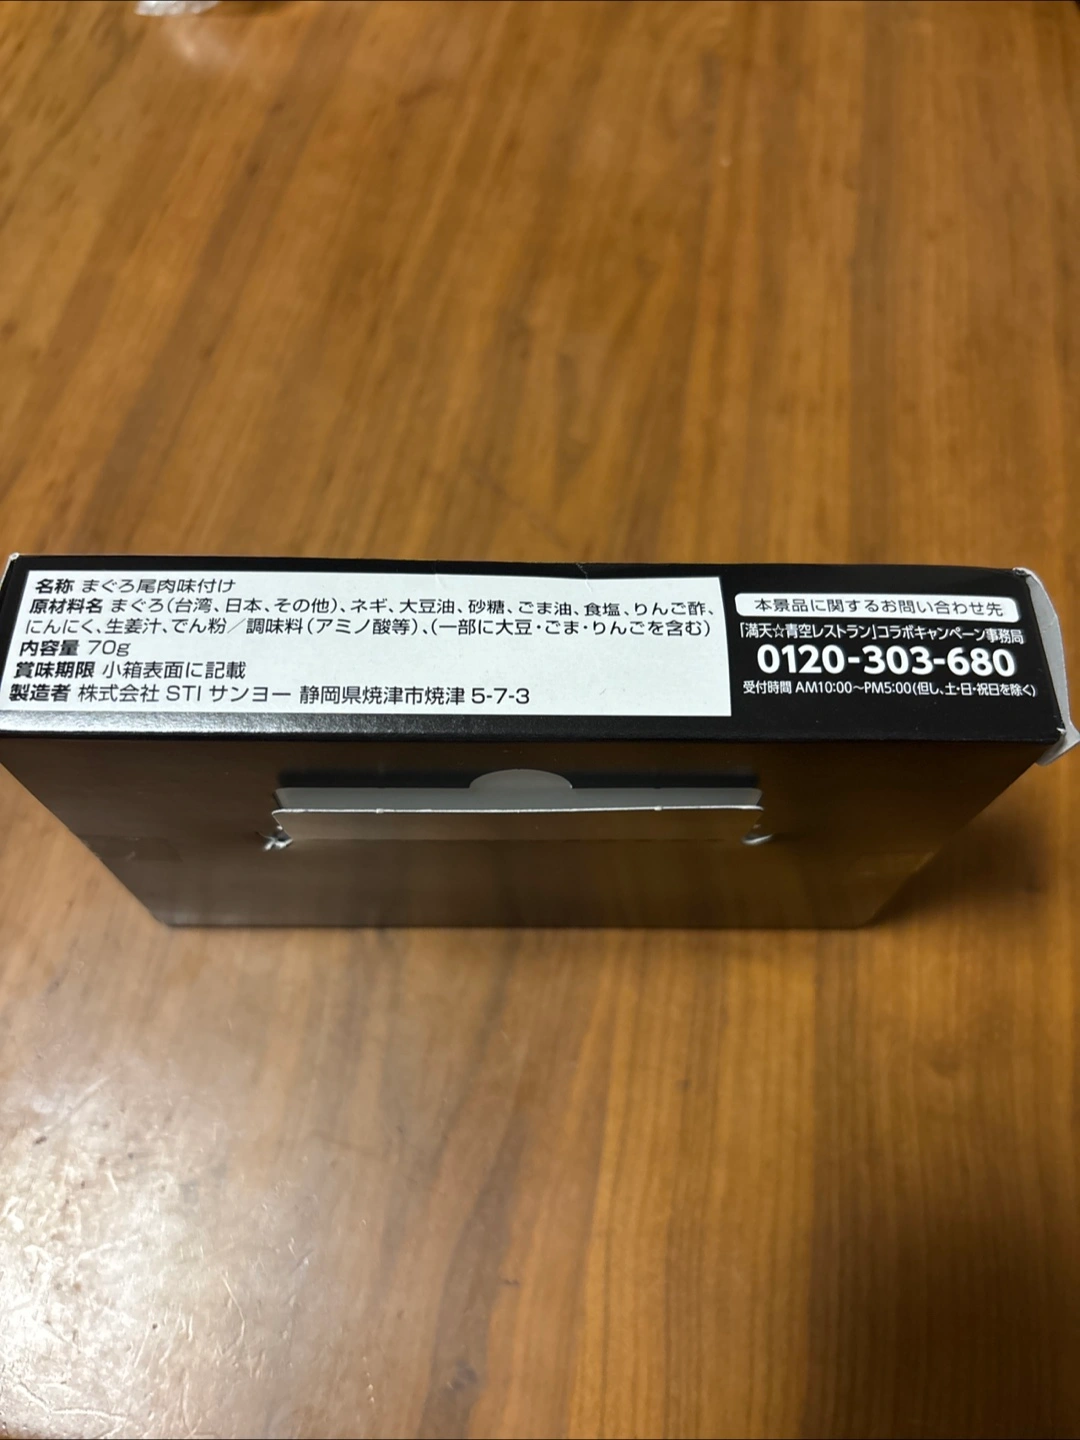 名称 まぐろ尾肉味付け
原材料名 まぐろ(台湾、日本、その他)、ネギ、大豆油、砂糖、ごま油、食塩、りんご酢、
にんにく、生姜汁、でん粉／調味料(アミノ酸等)、(一部に大豆・ごま・りんごを含む)
内容量 70g
賞味期限 小箱表面に記載
製造者 株式会社 STI サンヨー 静岡県焼津市焼津 5-7-3
本景品に関するお問い合わせ先
「満天☆青空レストラン」コラボキャンペーン事務局
0120-303-680
受付時間 AM10:00～PM5:00(但し、土・日・祝日を除く)